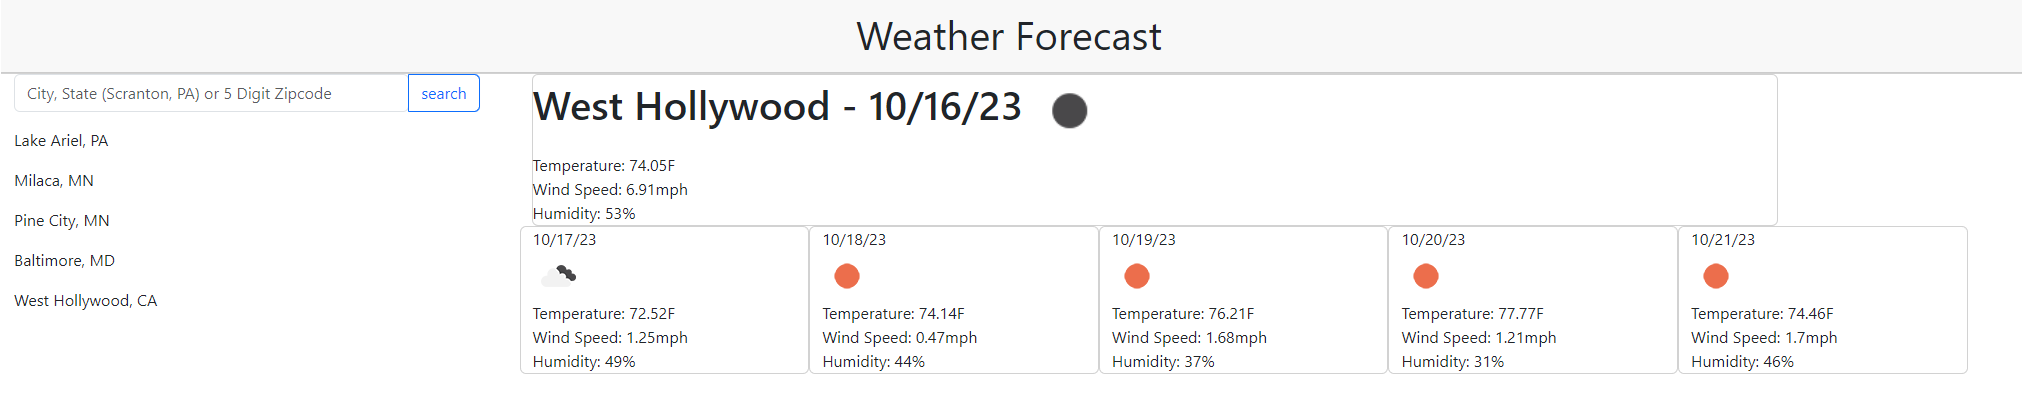 Weather Forecast
City, State (Scranton, PA) or 5 Digit Zipcode
search
Lake Ariel, PA
Milaca, MN
Pine City, MN
Baltimore, MD
West Hollywood, CA
West Hollywood - 10/16/23
Temperature: 74.05F
Wind Speed: 6.91mph
Humidity: 53%
10/17/23
Temperature: 72.52F
Wind Speed: 1.25mph
Humidity: 49%
10/18/23
Temperature: 74.14F
Wind Speed: 0.47mph
Humidity: 44%
10/19/23
Temperature: 76.21F
Wind Speed: 1.68mph
Humidity: 37%
10/20/23
Temperature: 77.77F
Wind Speed: 1.21mph
Humidity: 31%
10/21/23
Temperature: 74.46F
Wind Speed: 1.7mph
Humidity: 46%